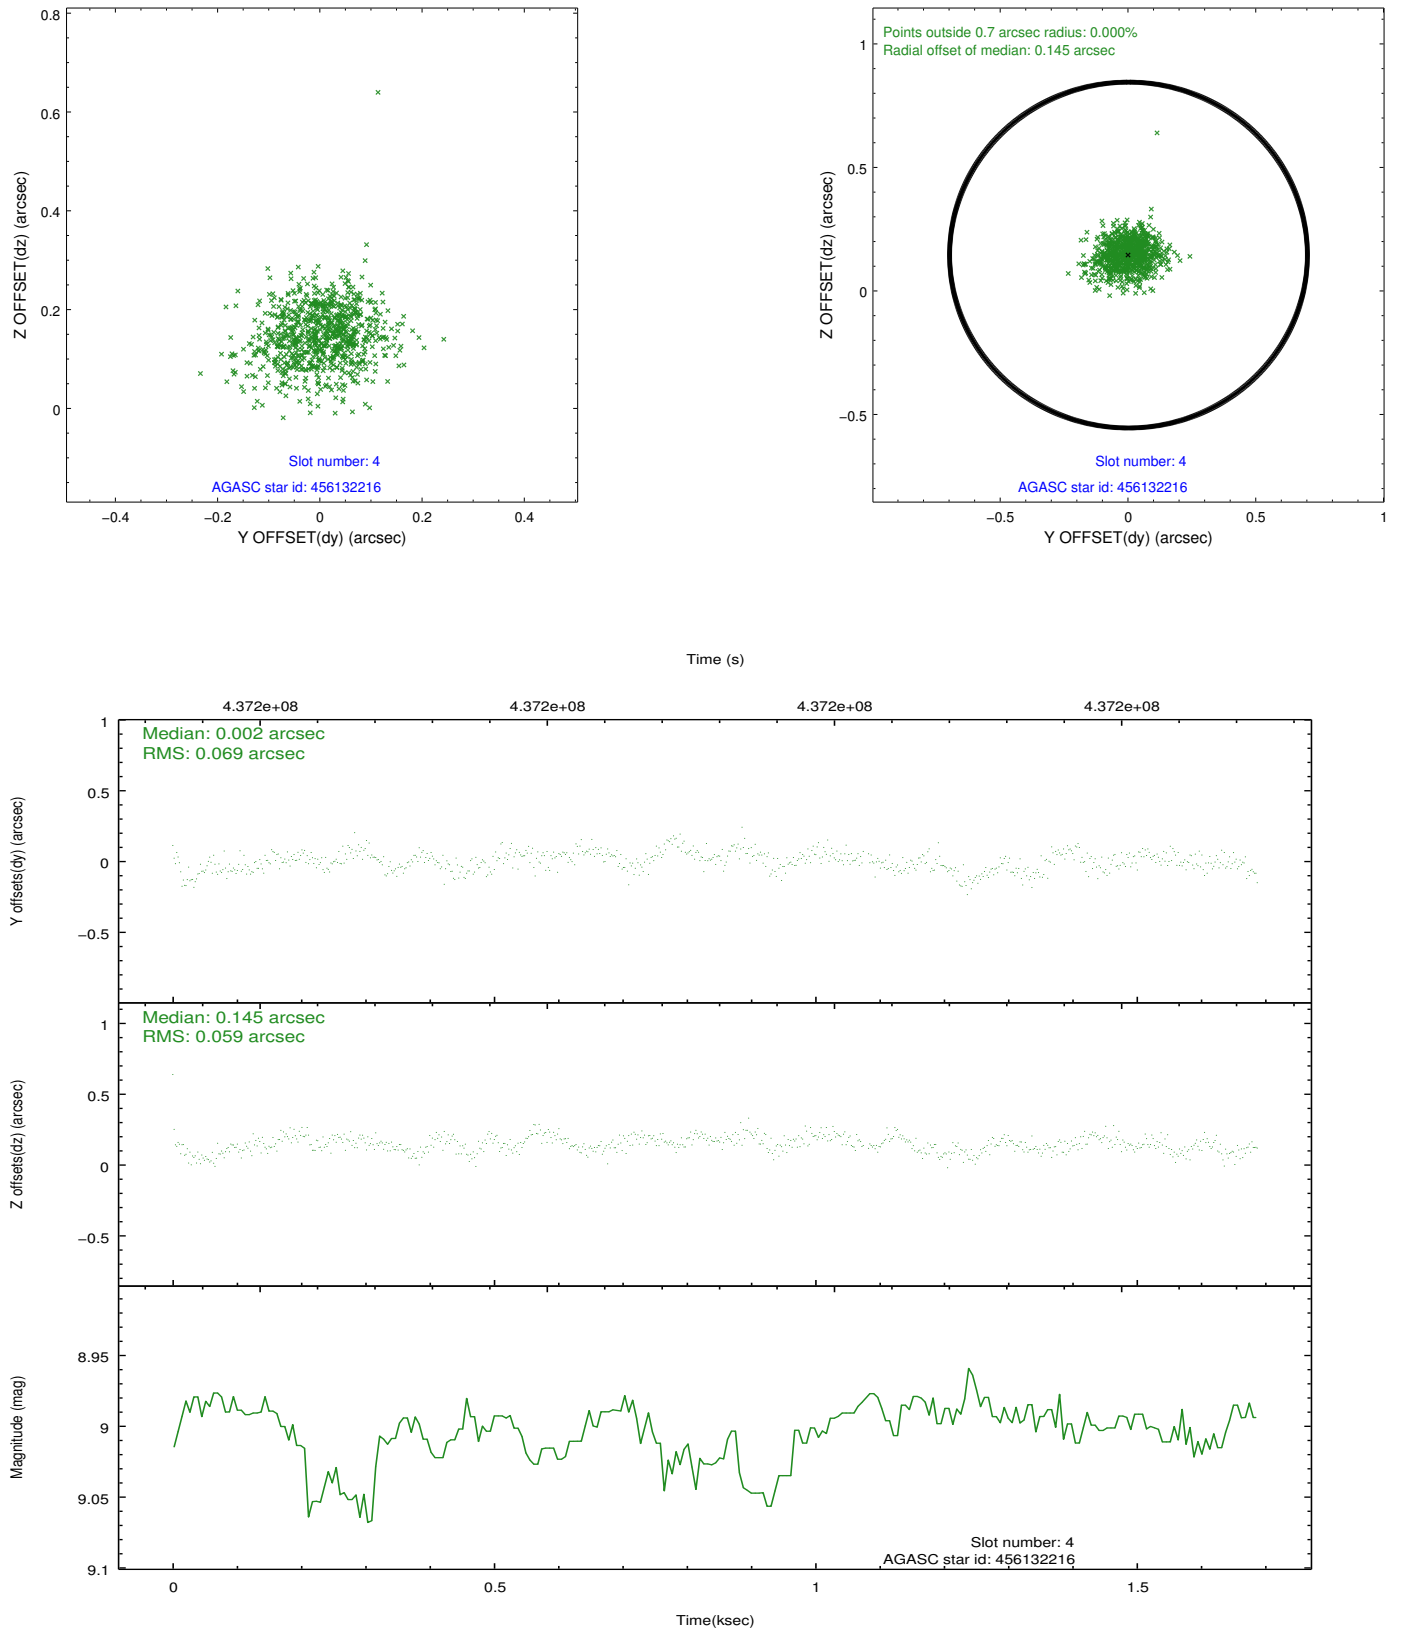 0.8
0.6
0.4
0.2
0
Z OFFSET(dz) (arcsec)
Slot number: 4
AGASC star id: 456132216
−0.4 −0.2 0 0.2 0.4
Y OFFSET(dy) (arcsec)
Points outside 0.7 arcsec radius: 0.000%
Radial offset of median: 0.145 arcsec
1
0.5
0
−0.5
Z OFFSET(dz) (arcsec)
Slot number: 4
AGASC star id: 456132216
−0.5 0 0.5 1
Y OFFSET(dy) (arcsec)
Time (s)
4.372e+08 4.372e+08 4.372e+08 4.372e+08
Median: 0.002 arcsec
RMS: 0.069 arcsec
1
0.5
0
−0.5
Y offsets(dy) (arcsec)
Median: 0.145 arcsec
RMS: 0.059 arcsec
1
0.5
0
−0.5
Z offsets(dz) (arcsec)
8.95
9
9.05
9.1
Magnitude (mag)
Slot number: 4
AGASC star id: 456132216
0 0.5 1 1.5
Time(ksec)